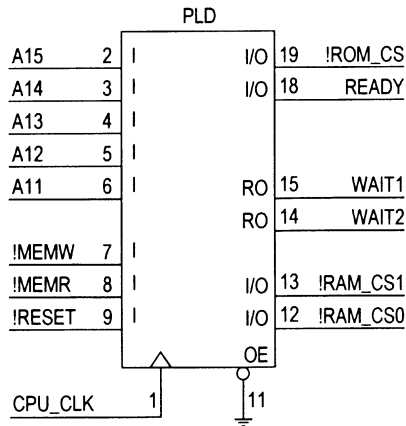 PLD
A15 2 I I/O 19 !ROM_CS
A14 3 I I/O 18 READY
A13 4 I
A12 5 I
A11 6 I RO 15 WAIT1
RO 14 WAIT2
!MEMW 7 I
!MEMR 8 I I/O 13 !RAM_CS1
!RESET 9 I I/O 12 !RAM_CS0
OE
CPU_CLK 1 11